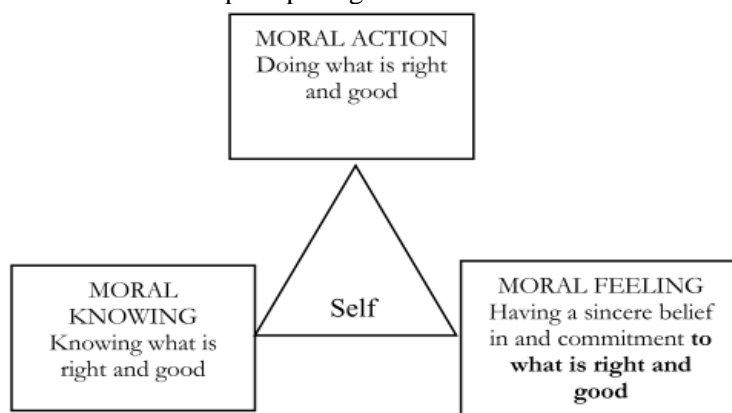 MORAL ACTION
Doing what is right
and good
Self
MORAL
KNOWING
Knowing what is
right and good
MORAL FEELING
Having a sincere belief
in and commitment to
what is right and
good